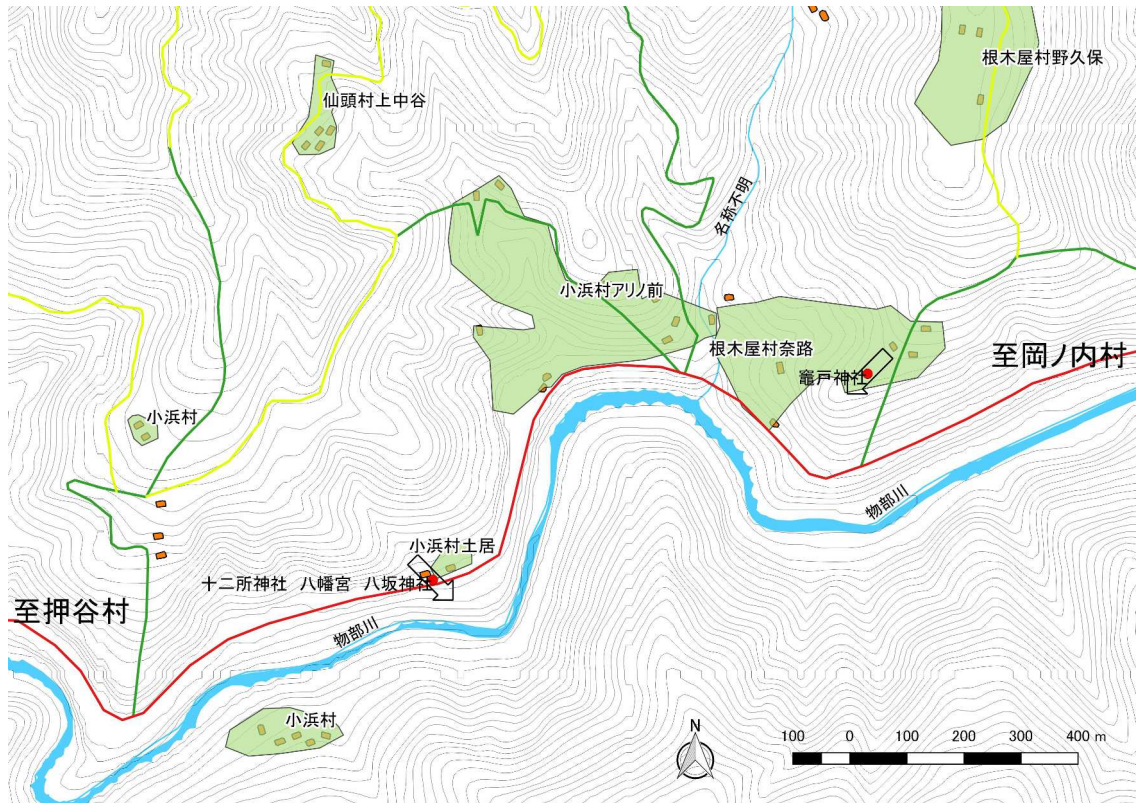 根木屋村野久保
仙頭村上中谷
名称不明
小浜村アリノ前
根木屋村奈路
至岡ノ内村
竈戸神社
小浜村
物部川
小浜村土居
十二所神社 八幡宮 八坂神社
至押谷村
物部川
小浜村
N
100 0 100 200 300 400 m